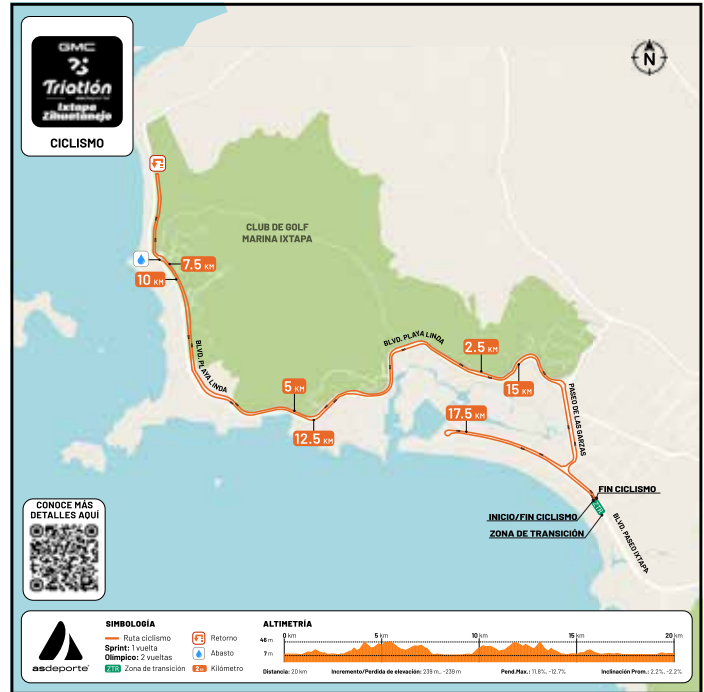 GMC
Triatlón
Ixtapa
Zihuatanejo
CICLISMO
N
CLUB DE GOLF
MARINA IXTAPA
7.5 KM
10 KM
BLVD. PLAYA LINDA
BLVD. PLAYA LINDA
2.5 KM
5 KM
15 KM
12.5 KM
17.5 KM
PASEO DE LAS GARZAS
FIN CICLISMO
ZTR
INICIO/FIN CICLISMO
ZONA DE TRANSICIÓN
BLVD. PASEO IXTAPA
CONOCE MÁS
DETALLES AQUÍ
asdeporte
SIMBOLOGÍA
Ruta ciclismo
Sprint: 1 vuelta
Olímpico: 2 vueltas
ZTR Zona de transición
Retorno
Abasto
Kilómetro
ALTIMETRÍA
0 km 5 km 10 km 15 km 20 km
46 m
7 m
Distancia: 20 km Incremento/Perdida de elevación: 239 m, -239 m Pend.Max.: 11.8%, -12.7% Inclinación Prom.: 2.2%, -2.2%